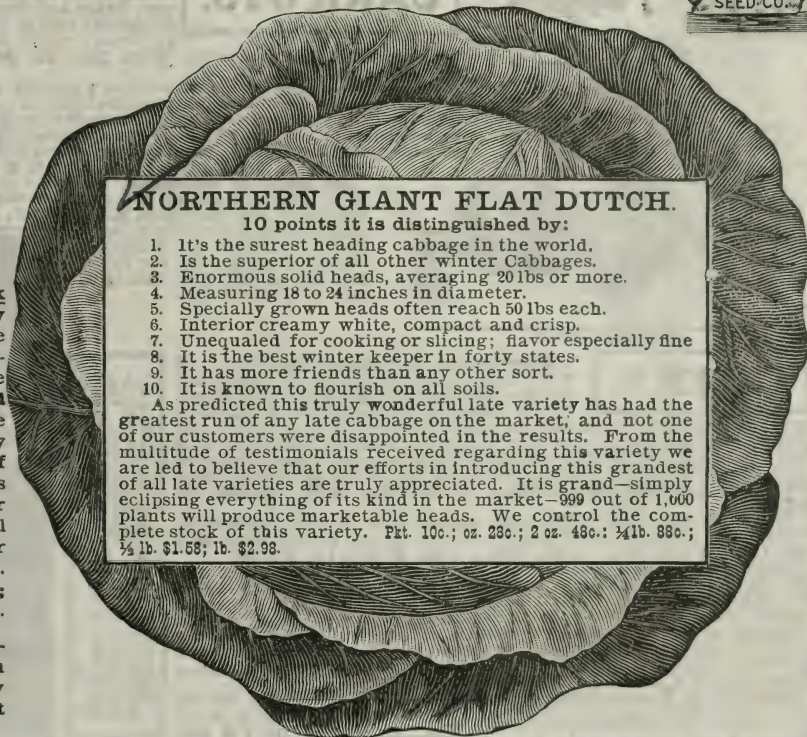 SEED CO.
NORTHERN GIANT FLAT DUTCH.
10 points it is distinguished by:
1. It's the surest heading cabbage in the world.
2. Is the superior of all other winter Cabbages.
3. Enormous solid heads, averaging 20 lbs or more.
4. Measuring 18 to 24 inches in diameter.
5. Specially grown heads often reach 50 lbs each.
6. Interior creamy white, compact and crisp.
7. Unequaled for cooking or slicing; flavor especially fine
8. It is the best winter keeper in forty states.
9. It has more friends than any other sort.
10. It is known to flourish on all soils.
As predicted this truly wonderful late variety has had the
greatest run of any late cabbage on the market, and not one
of our customers were disappointed in the results. From the
multitude of testimonials received regarding this variety we
are led to believe that our efforts in introducing this grandest
of all late varieties are truly appreciated. It is grand—simply
eclipsing everything of its kind in the market—999 out of 1,000
plants will produce marketable heads. We control the com-
plete stock of this variety. Pkt. 10c.; oz. 28c.; 2 oz. 48c.: ¼lb. 88c.;
½ lb. $1.58; lb. $2.98.